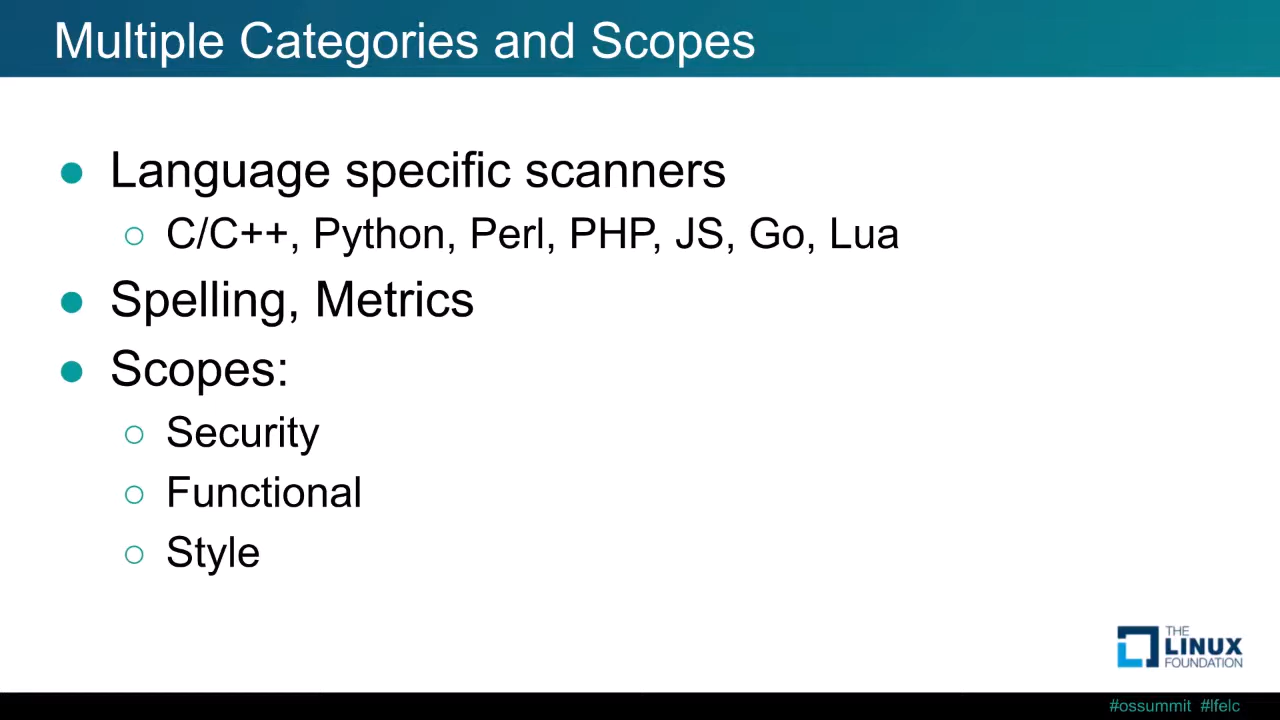 Multiple Categories and Scopes
● Language specific scanners
○ C/C++, Python, Perl, PHP, JS, Go, Lua
● Spelling, Metrics
● Scopes:
○ Security
○ Functional
○ Style
THE
LINUX
FOUNDATION
#ossummit #lfelc